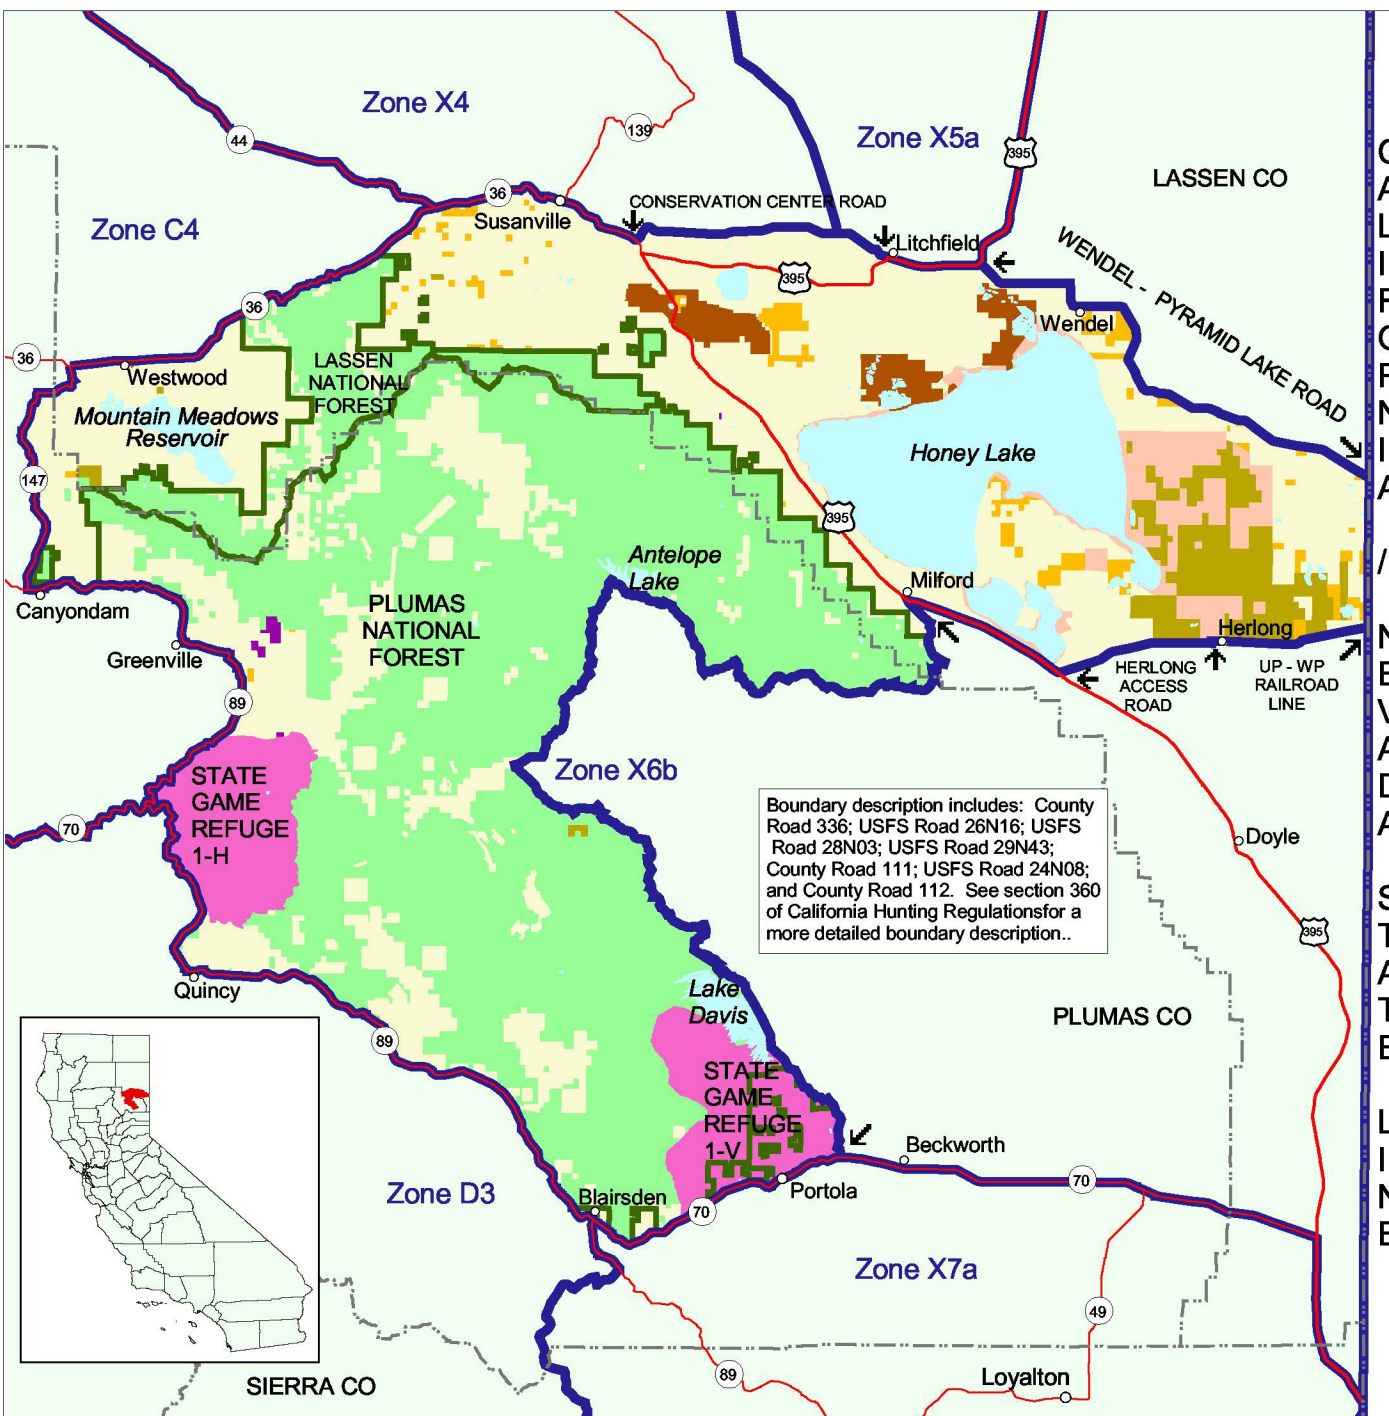 Zone X4
139
44
Zone X5a
395
LASSEN CO
36
Susanville
CONSERVATION CENTER ROAD
Zone C4
Litchfield
395
WENDEL - PYRAMID LAKE ROAD
36
Wendel
36
Westwood
LASSEN
NATIONAL
FOREST
Mountain Meadows
Reservoir
Honey Lake
147
395
Antelope
Lake
Milford
Canyondam
PLUMAS
NATIONAL
FOREST
Greenville
Herlong
HERLONG
ACCESS
ROAD
UP - WP
RAILROAD
LINE
89
STATE
GAME
REFUGE
1-H
Zone X6b
70
Boundary description includes: County
Road 336; USFS Road 26N16; USFS
Road 28N03; USFS Road 29N43;
County Road 111; USFS Road 24N08;
and County Road 112. See section 360
of California Hunting Regulationsfor a
more detailed boundary description..
Doyle
395
Quincy
Lake
Davis
PLUMAS CO
89
STATE
GAME
REFUGE
1-V
Beckworth
70
Zone D3
Blairsden
Portola
70
Zone X7a
49
89
Loyalton
SIERRA CO
CALIFORNIA / NEVADA STATE LINE